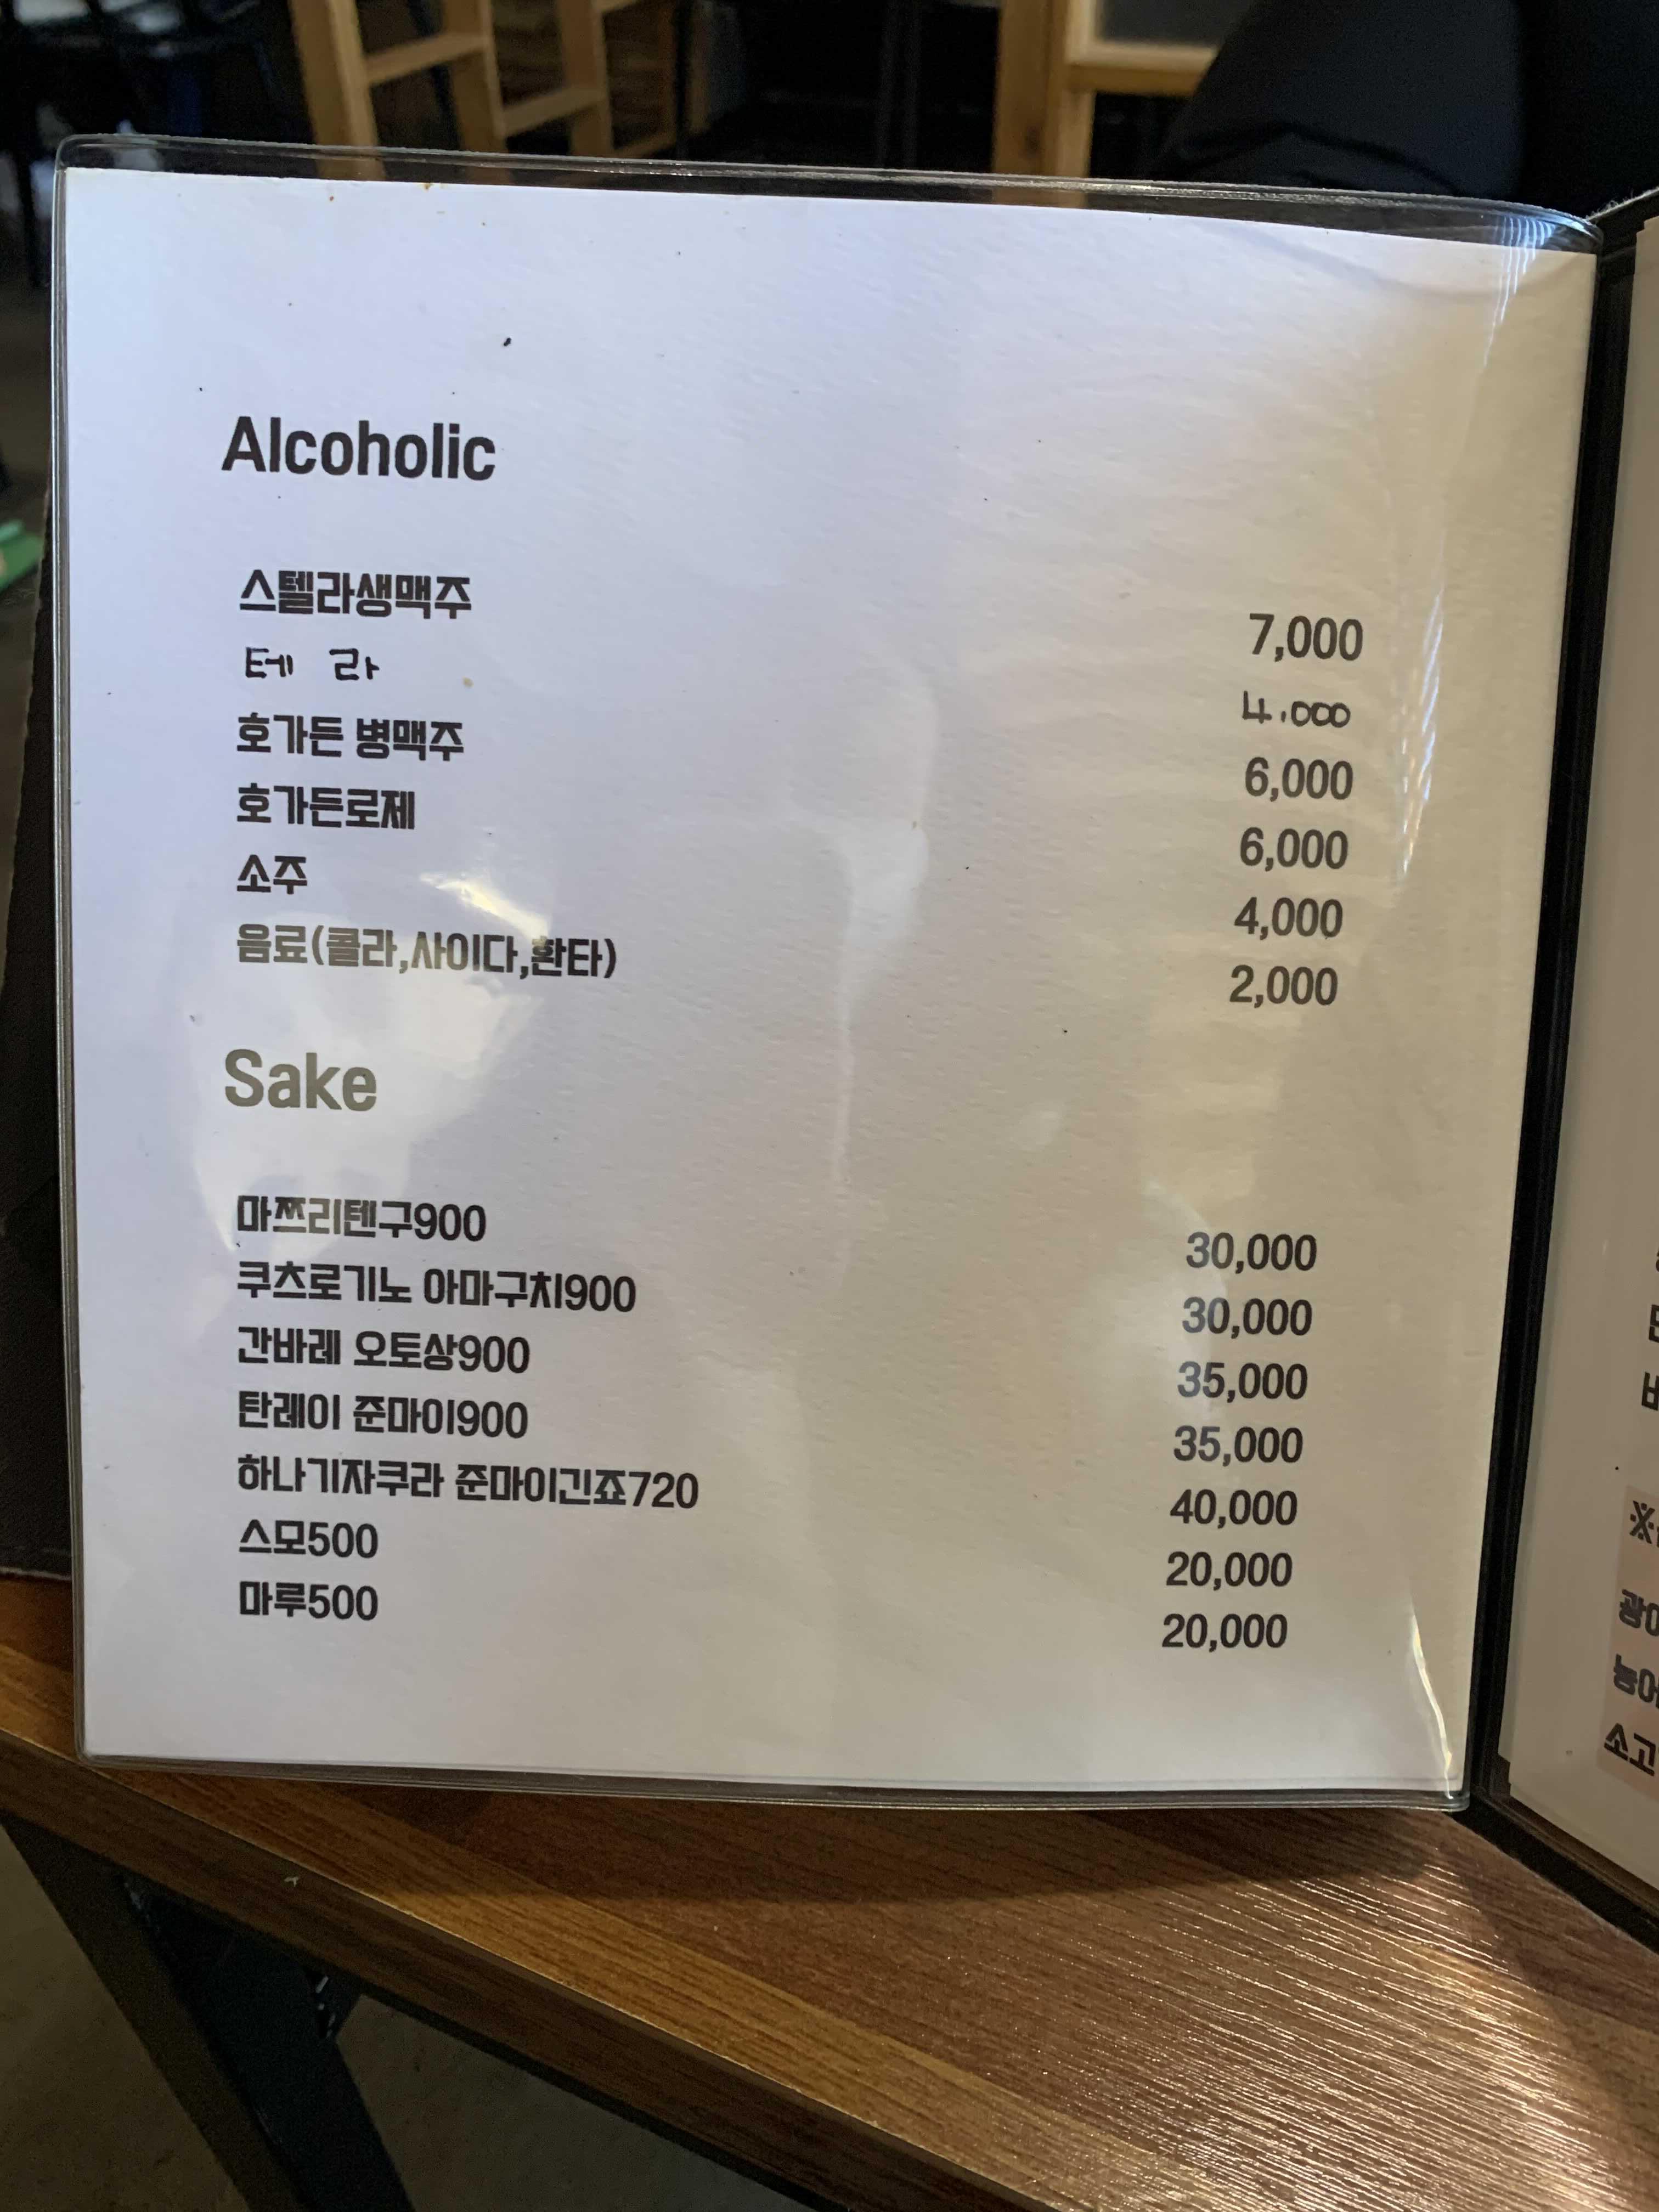 Alcoholic
스텔라생맥주 7,000
테 라 4.000
호가든 병맥주 6,000
호가든로제 6,000
소주 4,000
음료(콜라,사이다,환타) 2,000
Sake
마쯔리텐구900 30,000
쿠츠로기노 아마구치900 30,000
간바레 오토상900 35,000
탄레이 준마이900 35,000
하나기자쿠라 준마이긴죠720 40,000
스모500 20,000
마루500 20,000
※